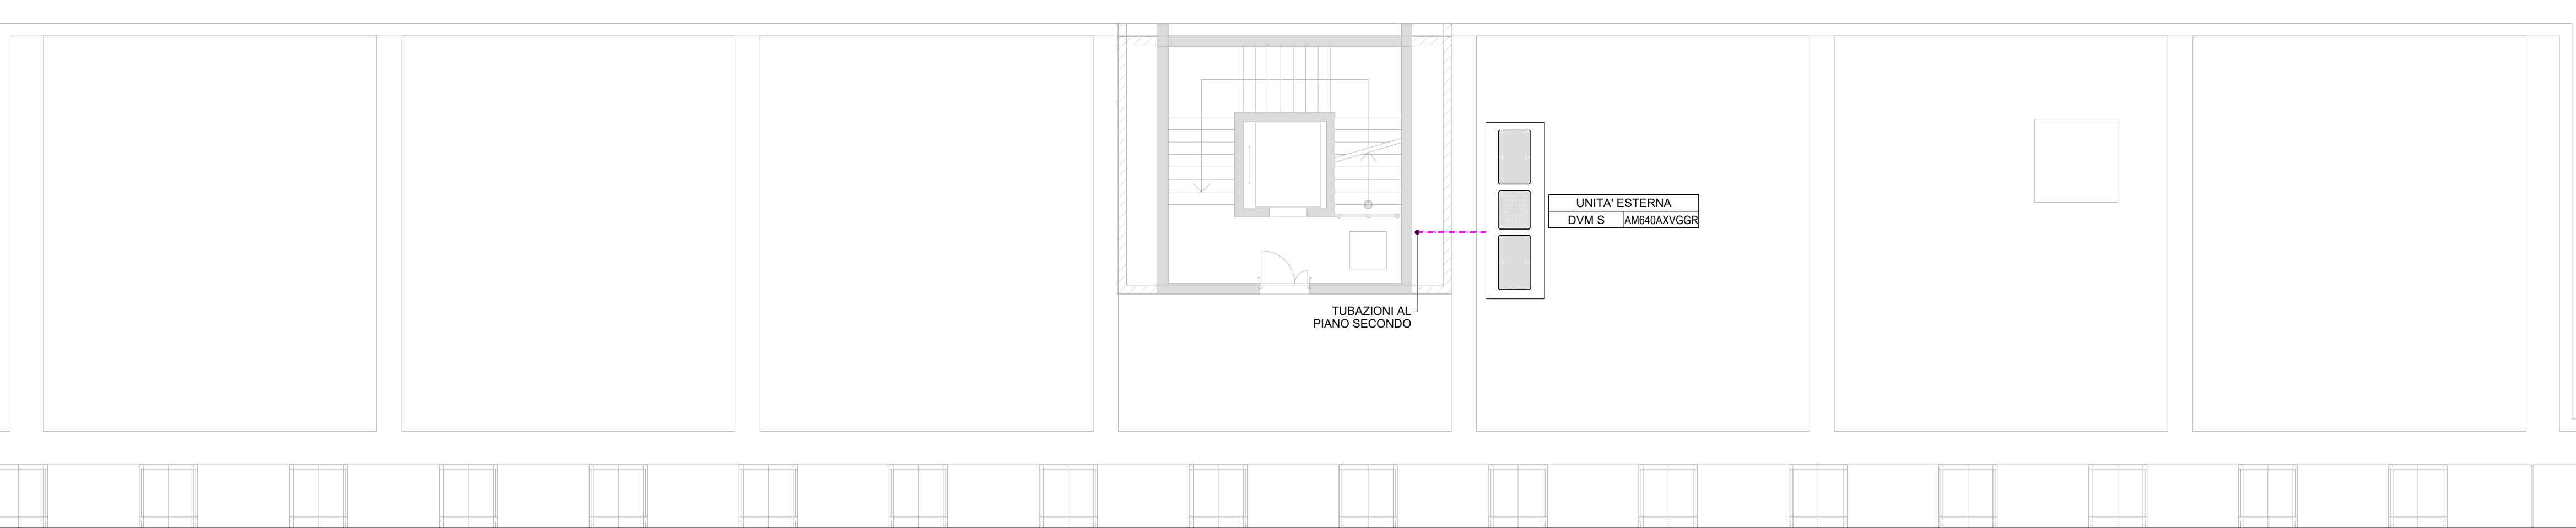 UNITA' ESTERNA
DVM S AM640AXVGGR
TUBAZIONI AL
PIANO SECONDO